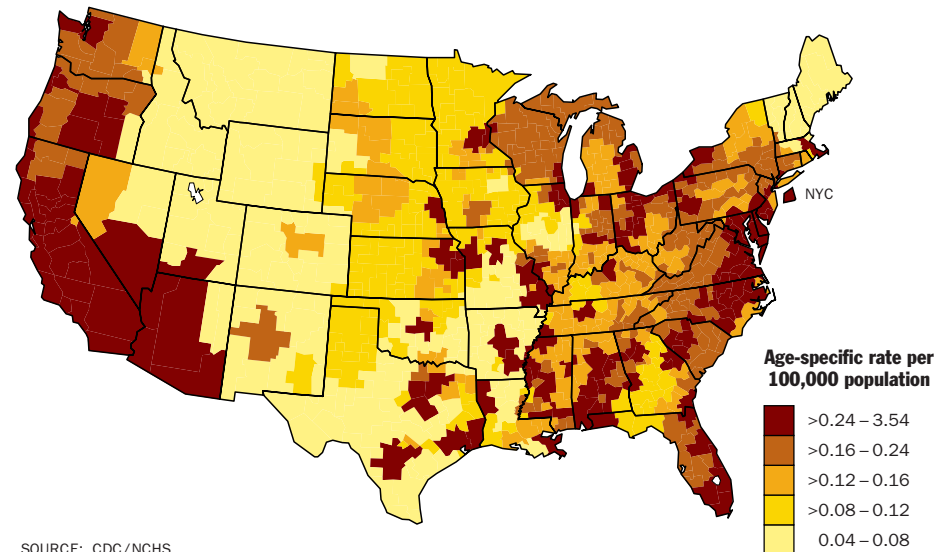 NYC
Age-specific rate per
100,000 population
>0.24 – 3.54
>0.16 – 0.24
>0.12 – 0.16
>0.08 – 0.12
0.04 – 0.08
SOURCE: CDC/NCHS